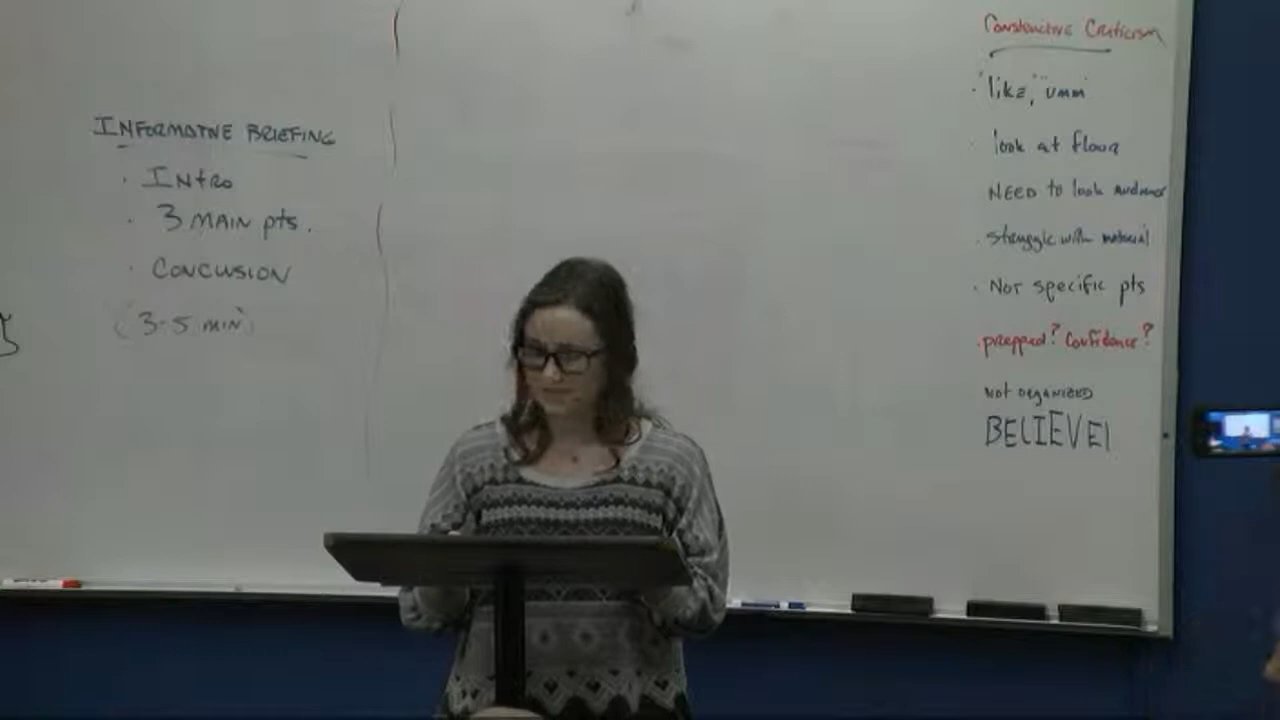 INFORMATIVE BRIEFING
· INTRO
· 3 MAIN pts.
· CONCLUSION
(3-5 MIN)
Constructive Criticism
· "like," "umm"
· look at floor
NEED to look audience
· struggle with material
· NOT specific pts
· prepped? Confidence?
NOT ORGANIZED
BELIEVE!